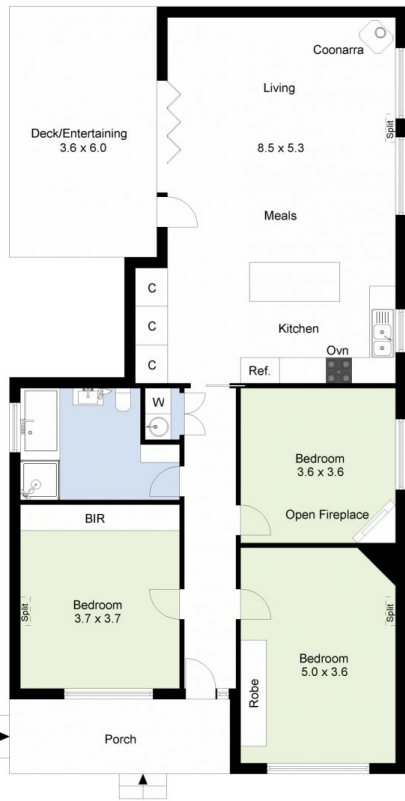 Coonarra
Living
Split
Deck/Entertaining
3.6 x 6.0
8.5 x 5.3
Meals
C
C
C
Kitchen
Ovn
Ref.
W
Bedroom
3.6 x 3.6
Open Fireplace
BIR
Bedroom
3.7 x 3.7
Split
Split
Bedroom
5.0 x 3.6
Robe
Porch